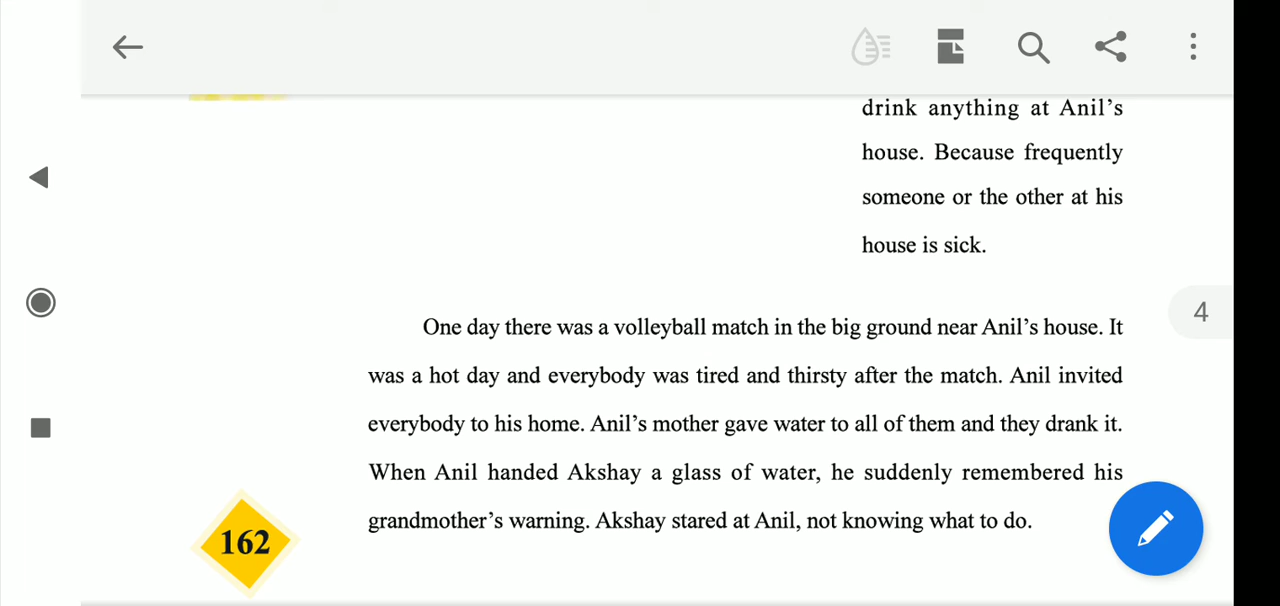 drink anything at Anil’s
house. Because frequently
someone or the other at his
house is sick.
4
One day there was a volleyball match in the big ground near Anil’s house. It
was a hot day and everybody was tired and thirsty after the match. Anil invited
everybody to his home. Anil’s mother gave water to all of them and they drank it.
When Anil handed Akshay a glass of water, he suddenly remembered his
grandmother’s warning. Akshay stared at Anil, not knowing what to do.
162